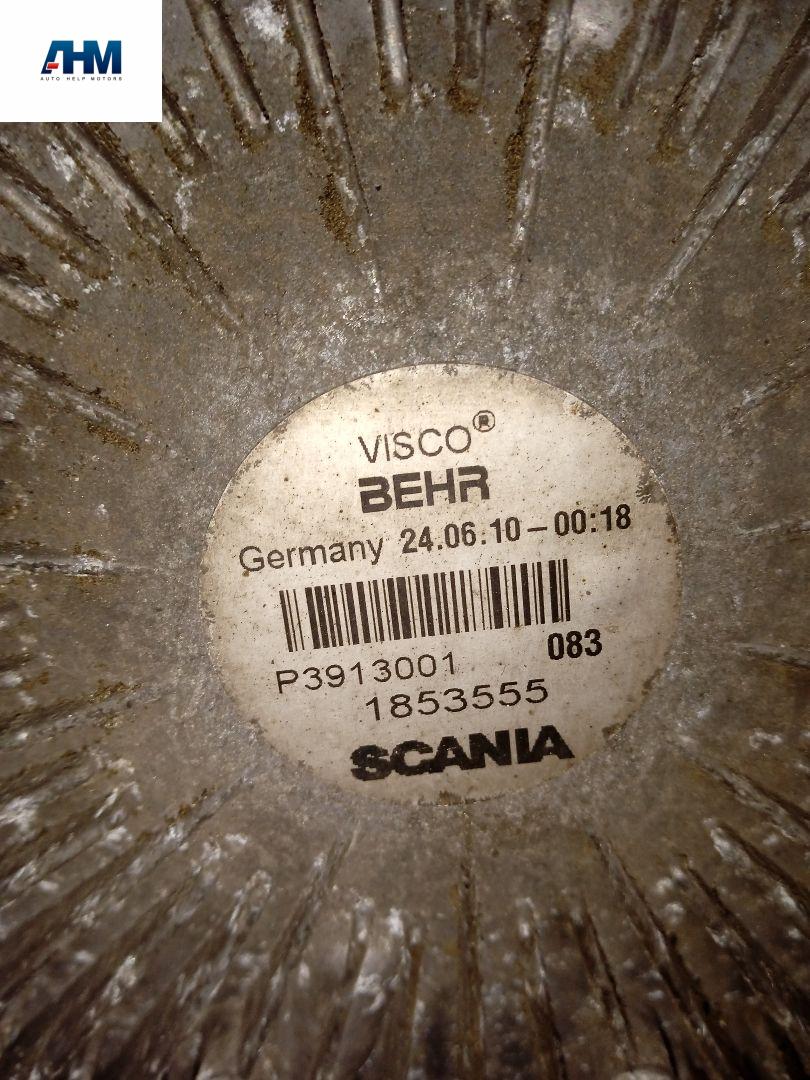 AHM
AUTO HELP MOTORS
VISCO®
BEHR
Germany 24.06.10-00:18
083
P3913001
1853555
SCANIA